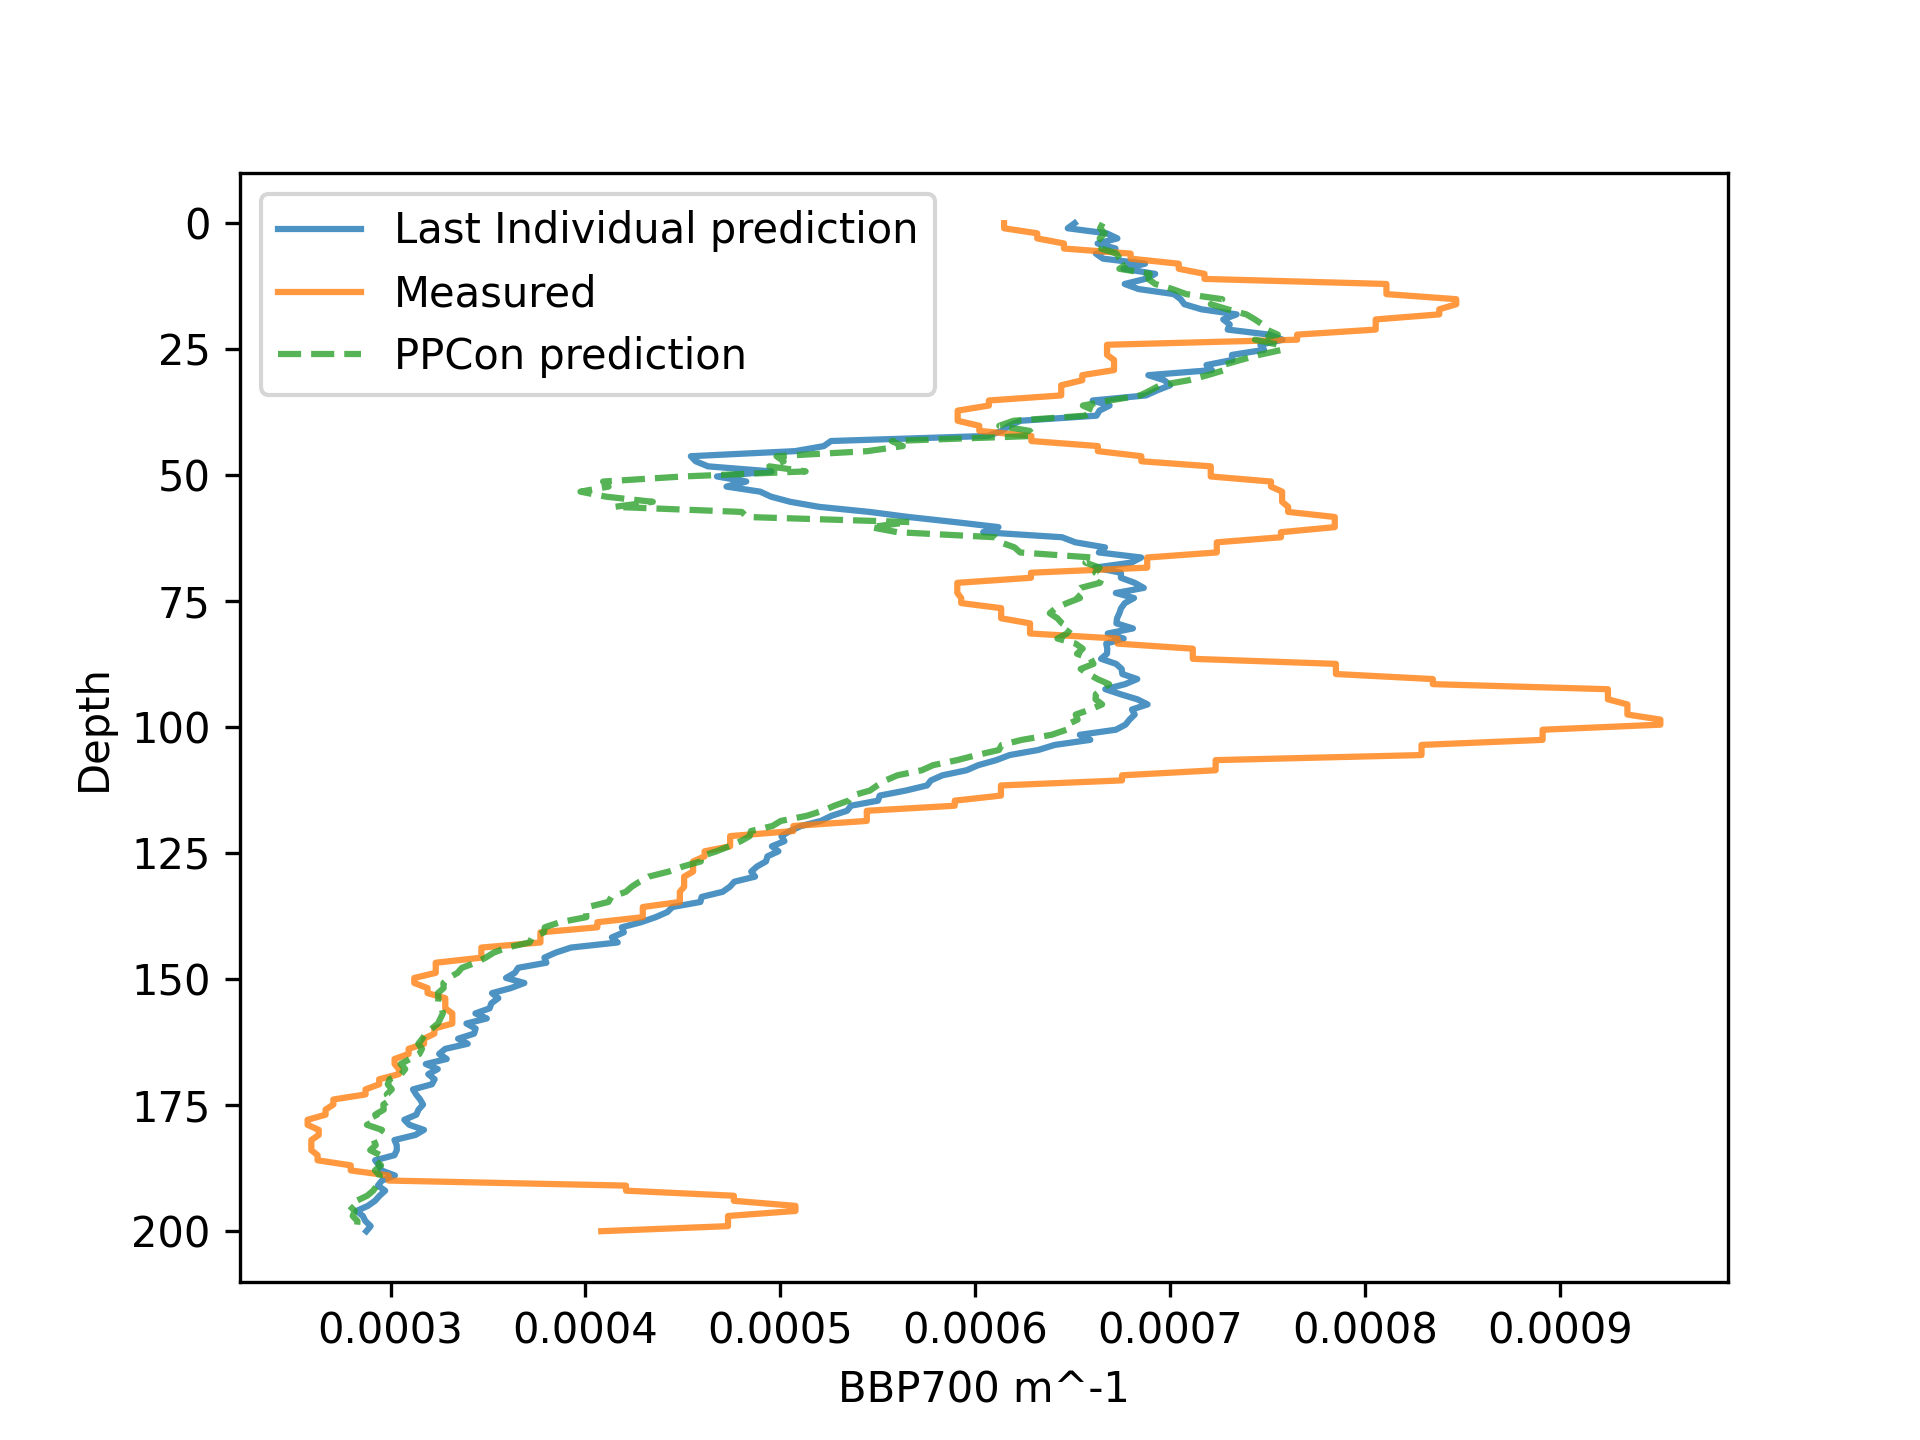 Last Individual prediction
Measured
PPCon prediction
0
25
50
75
100
125
150
175
200
Depth
0.0003 0.0004 0.0005 0.0006 0.0007 0.0008 0.0009
BBP700 m^-1